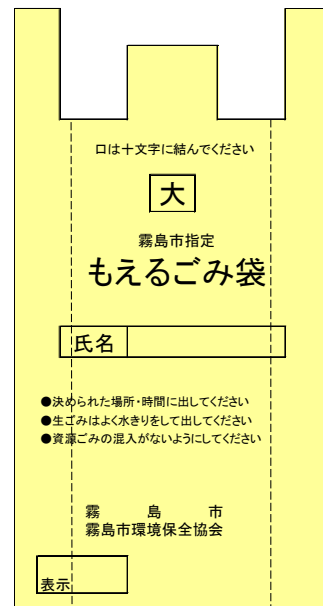 口は十文字に結んでください
大
霧島市指定
もえるごみ袋
氏名
●決められた場所・時間に出してください
●生ごみはよく水きりをして出してください
●資源ごみの混入がないようにしてください
霧島市
霧島市環境保全協会
表示